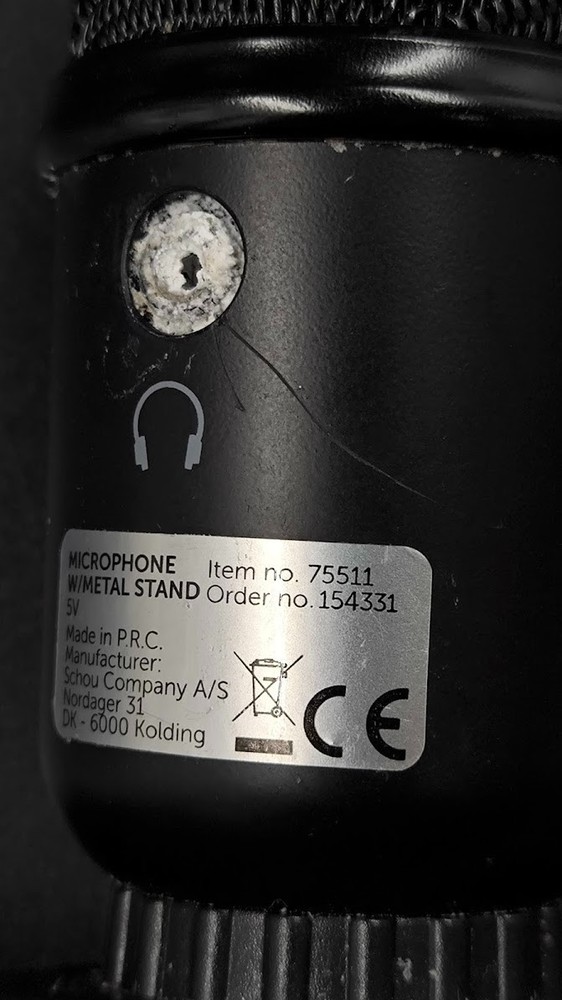 MICROPHONE
W/METAL STAND
5V
Item no. 75511
Order no. 154331
Made in P.R.C.
Manufacturer:
Schou Company A/S
Nordager 31
DK - 6000 Kolding
CE